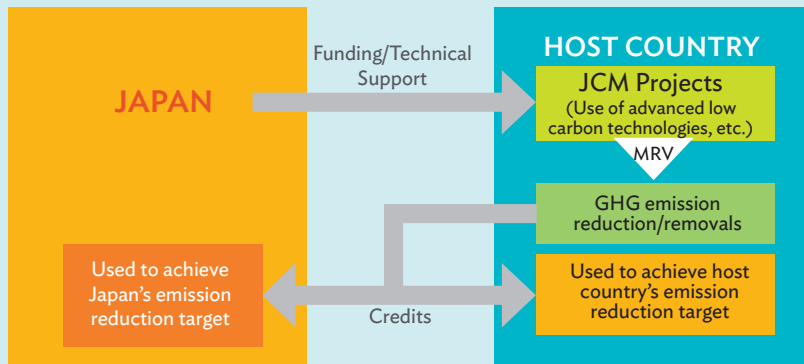 JAPAN
Funding/Technical
Support
HOST COUNTRY
JCM Projects
(Use of advanced low
carbon technologies, etc.)
MRV
GHG emission
reduction/removals
Used to achieve
Japan’s emission
reduction target
Credits
Used to achieve host
country’s emission
reduction target